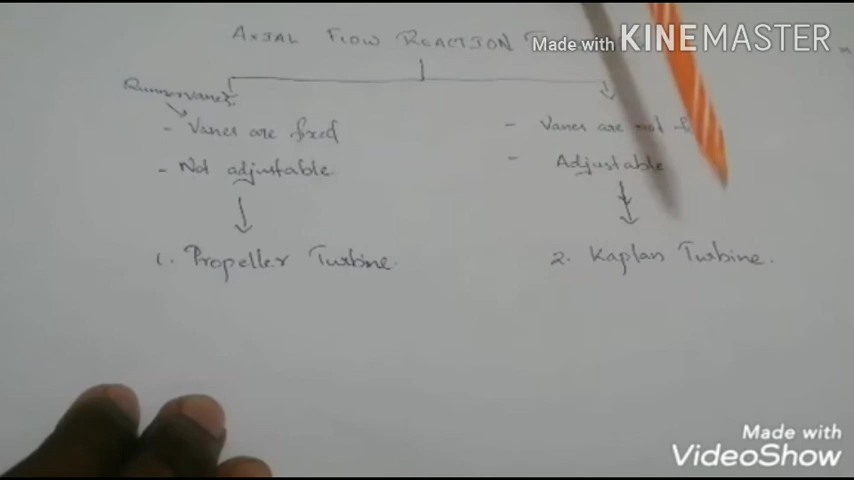 AXIAL FLOW REACTION
Made with KINEMASTER
Runner vanes
- Vanes are fixed
- Vanes are not
- Not adjustable
- Adjustable
1. Propeller Turbine.
2. Kaplan Turbine.
Made with
VideoShow